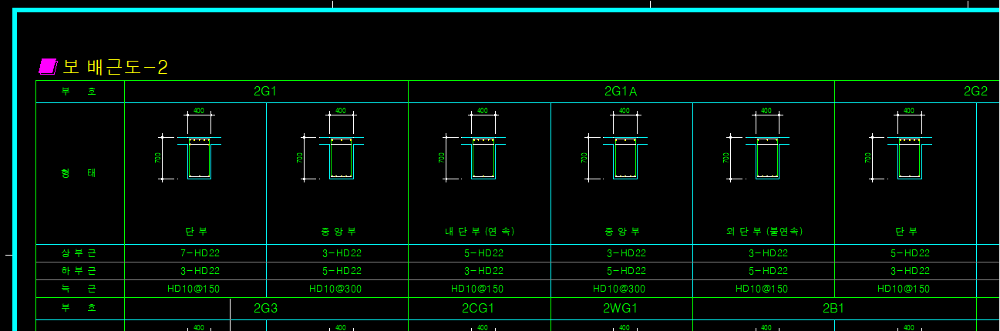 보 배근도-2
부 호 2G1 2G1A 2G2
400 400 400 400 400 400
700 700 700 700 700 700
형 태
단 부 중 앙 부 내 단 부 (연 속) 중 앙 부 외 단 부 (불연속) 단 부
상 부 근 7-HD22 3-HD22 5-HD22 3-HD22 3-HD22 5-HD22
하 부 근 3-HD22 5-HD22 3-HD22 5-HD22 5-HD22 3-HD22
늑 근 HD10@150 HD10@300 HD10@150 HD10@300 HD10@150 HD10@150
부 호 2G3 2CG1 2WG1 2B1
400 400 400 400 400 400